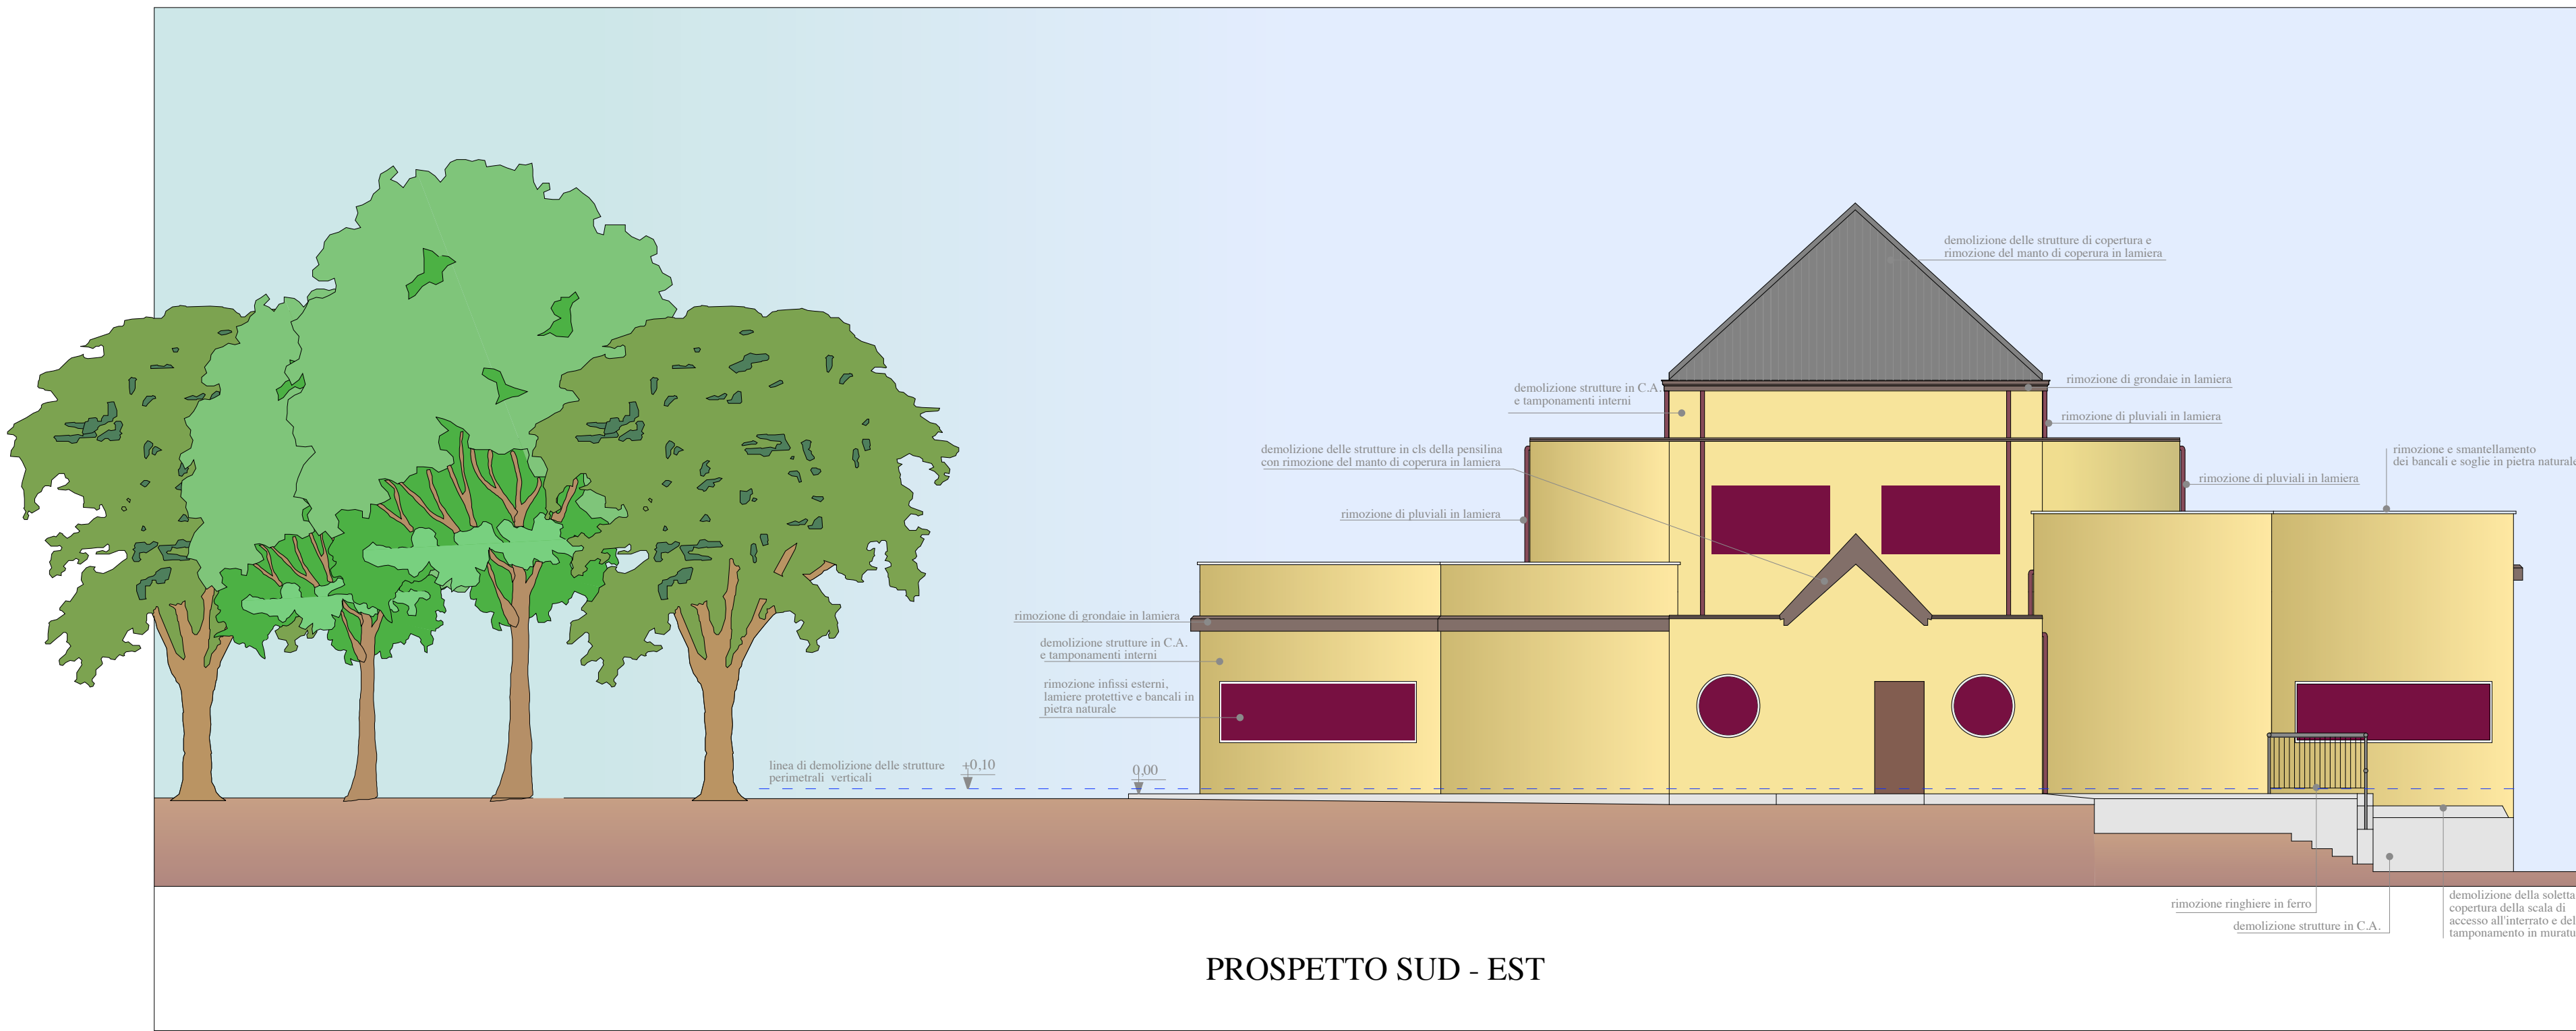 demolizione delle strutture di copertura e
rimozione del manto di coperura in lamiera
demolizione strutture in C.A.
e tamponamenti interni
rimozione di grondaie in lamiera
rimozione di pluviali in lamiera
demolizione delle strutture in cls della pensilina
con rimozione del manto di coperura in lamiera
rimozione e smantellamento
dei bancali e soglie in pietra naturale
rimozione di pluviali in lamiera
rimozione di pluviali in lamiera
rimozione di grondaie in lamiera
demolizione strutture in C.A.
e tamponamenti interni
rimozione infissi esterni,
lamiere protettive e bancali in
pietra naturale
linea di demolizione delle strutture
perimetrali verticali
+0,10
0,00
rimozione ringhiere in ferro
demolizione strutture in C.A.
demolizione della soletta
copertura della scala di
accesso all'interrato e del
tamponamento in muratu
PROSPETTO SUD - EST